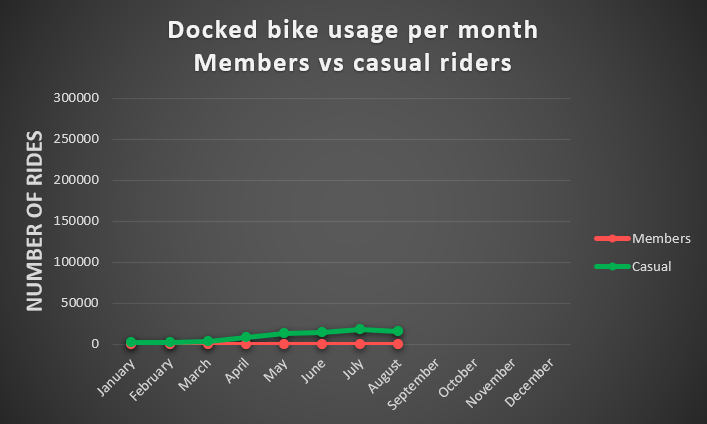 Docked bike usage per month
Members vs casual riders
NUMBER OF RIDES
300000
250000
200000
150000
100000
50000
0
January
February
March
April
May
June
July
August
September
October
November
December
Members
Casual